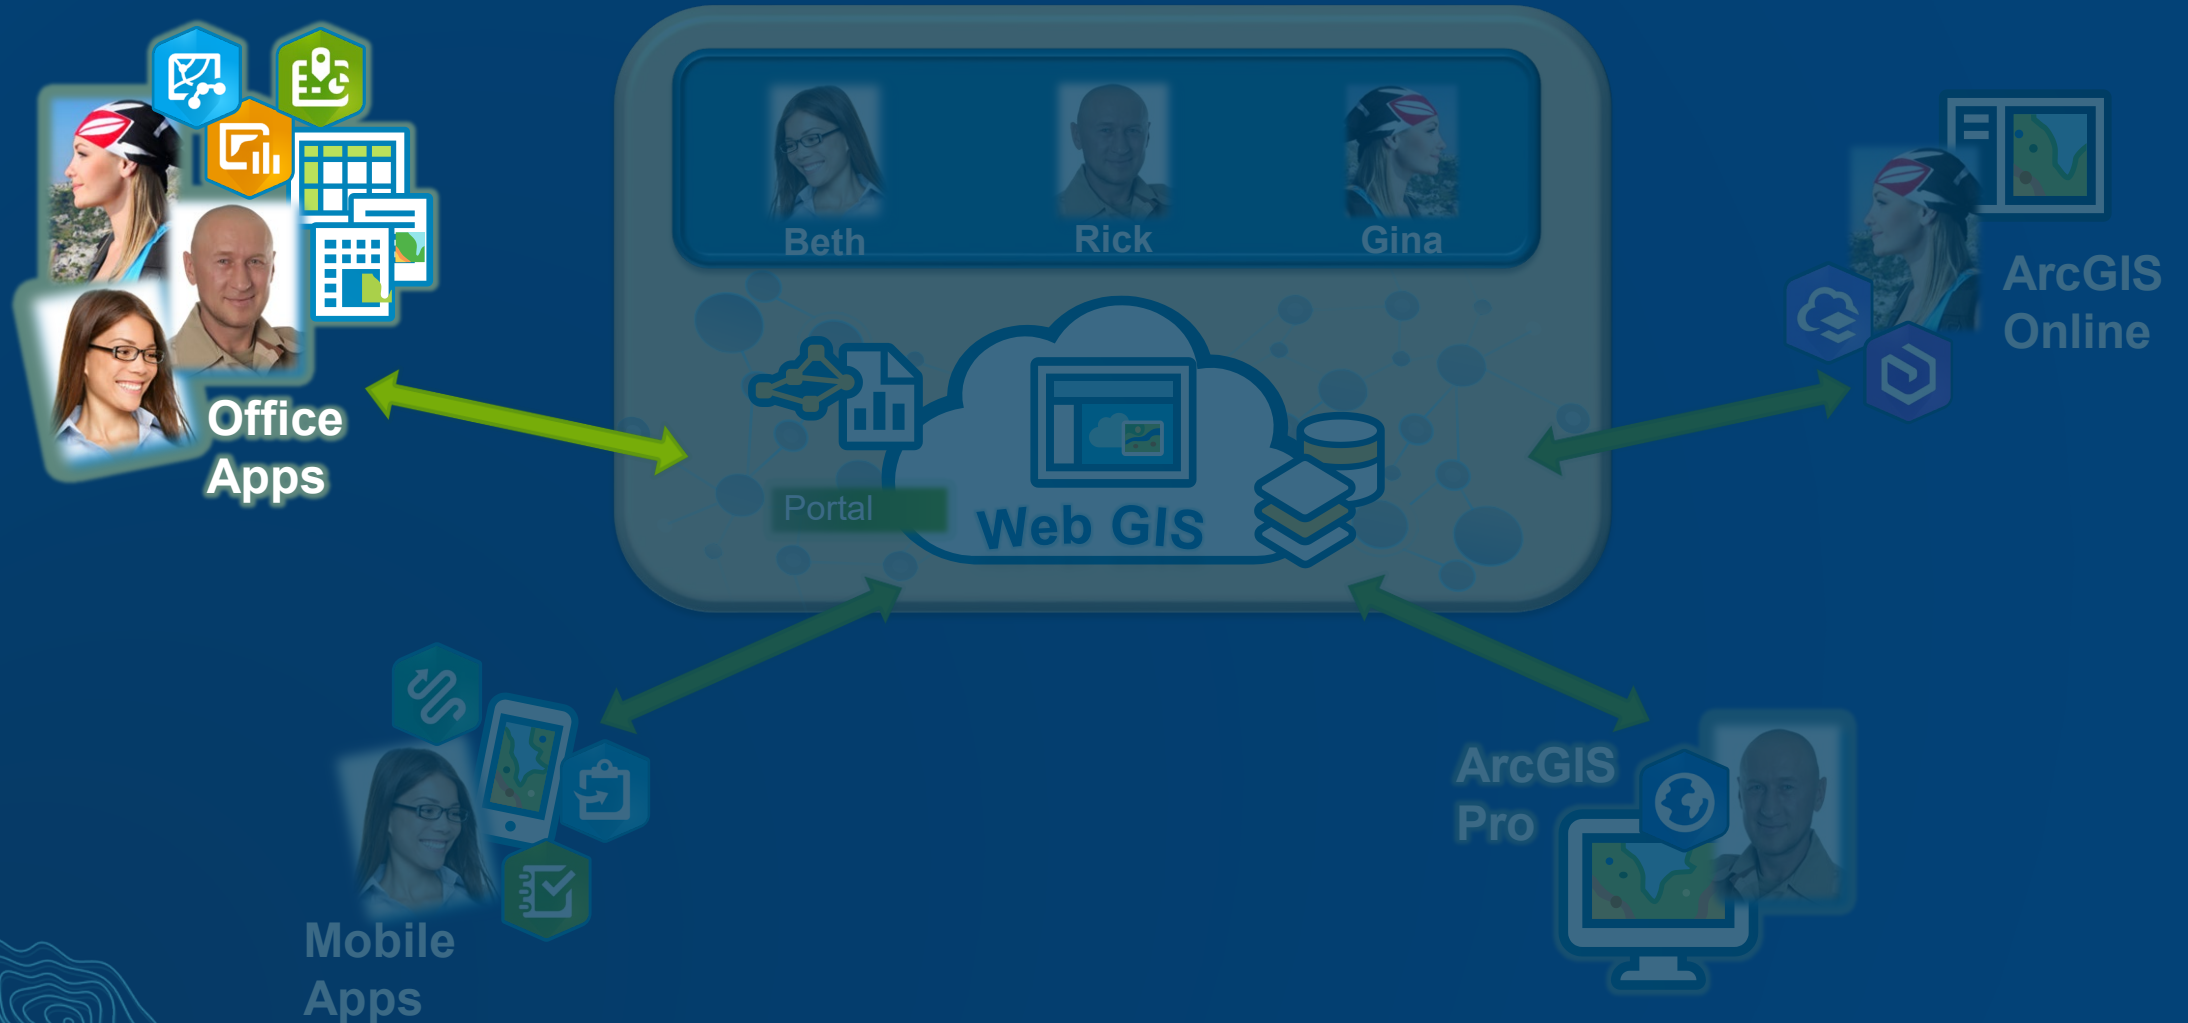 Beth
Rick
Gina
Office
Apps
ArcGIS
Online
Portal
Web GIS
ArcGIS
Pro
Mobile
Apps